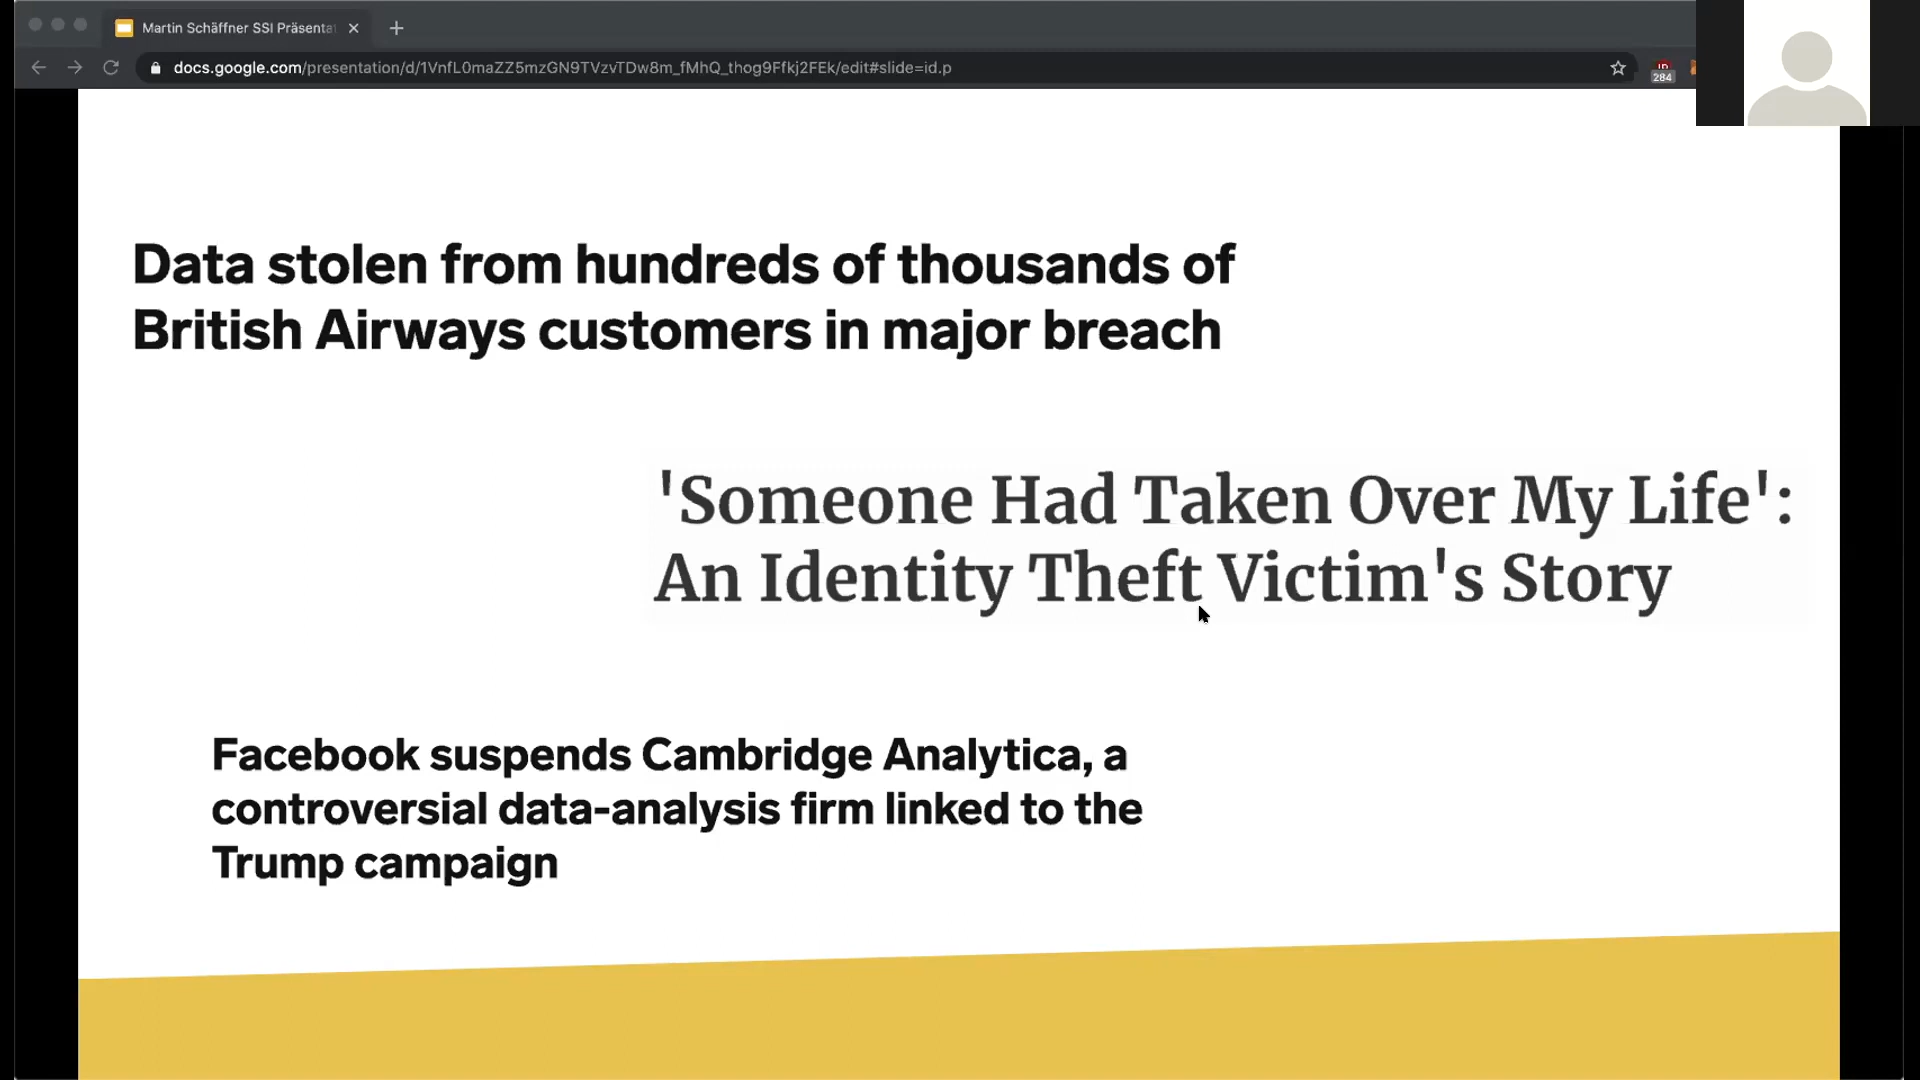 Martin Schäffner SSI Präsenta
docs.google.com/presentation/d/1VnfL0maZZ5mzGN9TVzvTDw8m_fMhQ_thog9Ffkj2FEk/edit#slide=id.p
284
Data stolen from hundreds of thousands of
British Airways customers in major breach
'Someone Had Taken Over My Life':
An Identity Theft Victim's Story
Facebook suspends Cambridge Analytica, a
controversial data-analysis firm linked to the
Trump campaign